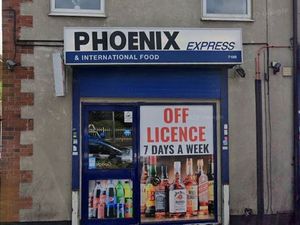 PHOENIX EXPRESS
& INTERNATIONAL FOOD
OFF
LICENCE
7 DAYS A WEEK